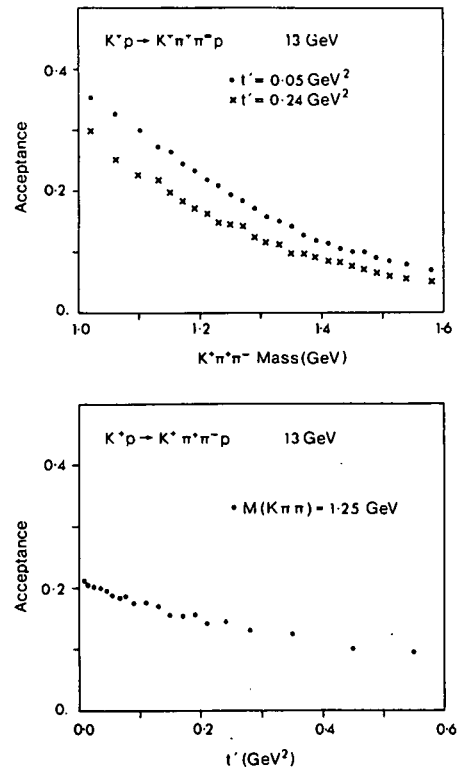 K⁺p → K⁺π⁺π⁻p 13 GeV
• t′ = 0·05 GeV²
× t′ = 0·24 GeV²
0·4
0·2
0.
Acceptance
1·0 1·2 1·4 1·6
K⁺π⁺π⁻ Mass(GeV)
K⁺p → K⁺ π⁺π⁻p 13 GeV
• M(Kππ) = 1·25 GeV
0·4
0·2
0.
Acceptance
0·0 0·2 0·4 0·6
t′(GeV²)